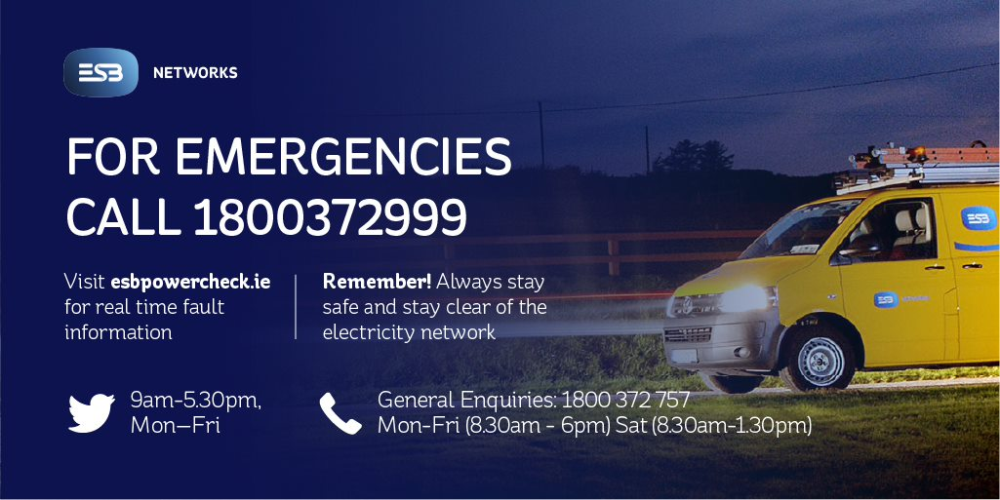 ESB NETWORKS
FOR EMERGENCIES
CALL 1800372999
Visit esbpowercheck.ie
for real time fault
information
Remember! Always stay
safe and stay clear of the
electricity network
9am-5.30pm,
Mon–Fri
General Enquiries: 1800 372 757
Mon-Fri (8.30am - 6pm) Sat (8.30am-1.30pm)
ESB
ESB